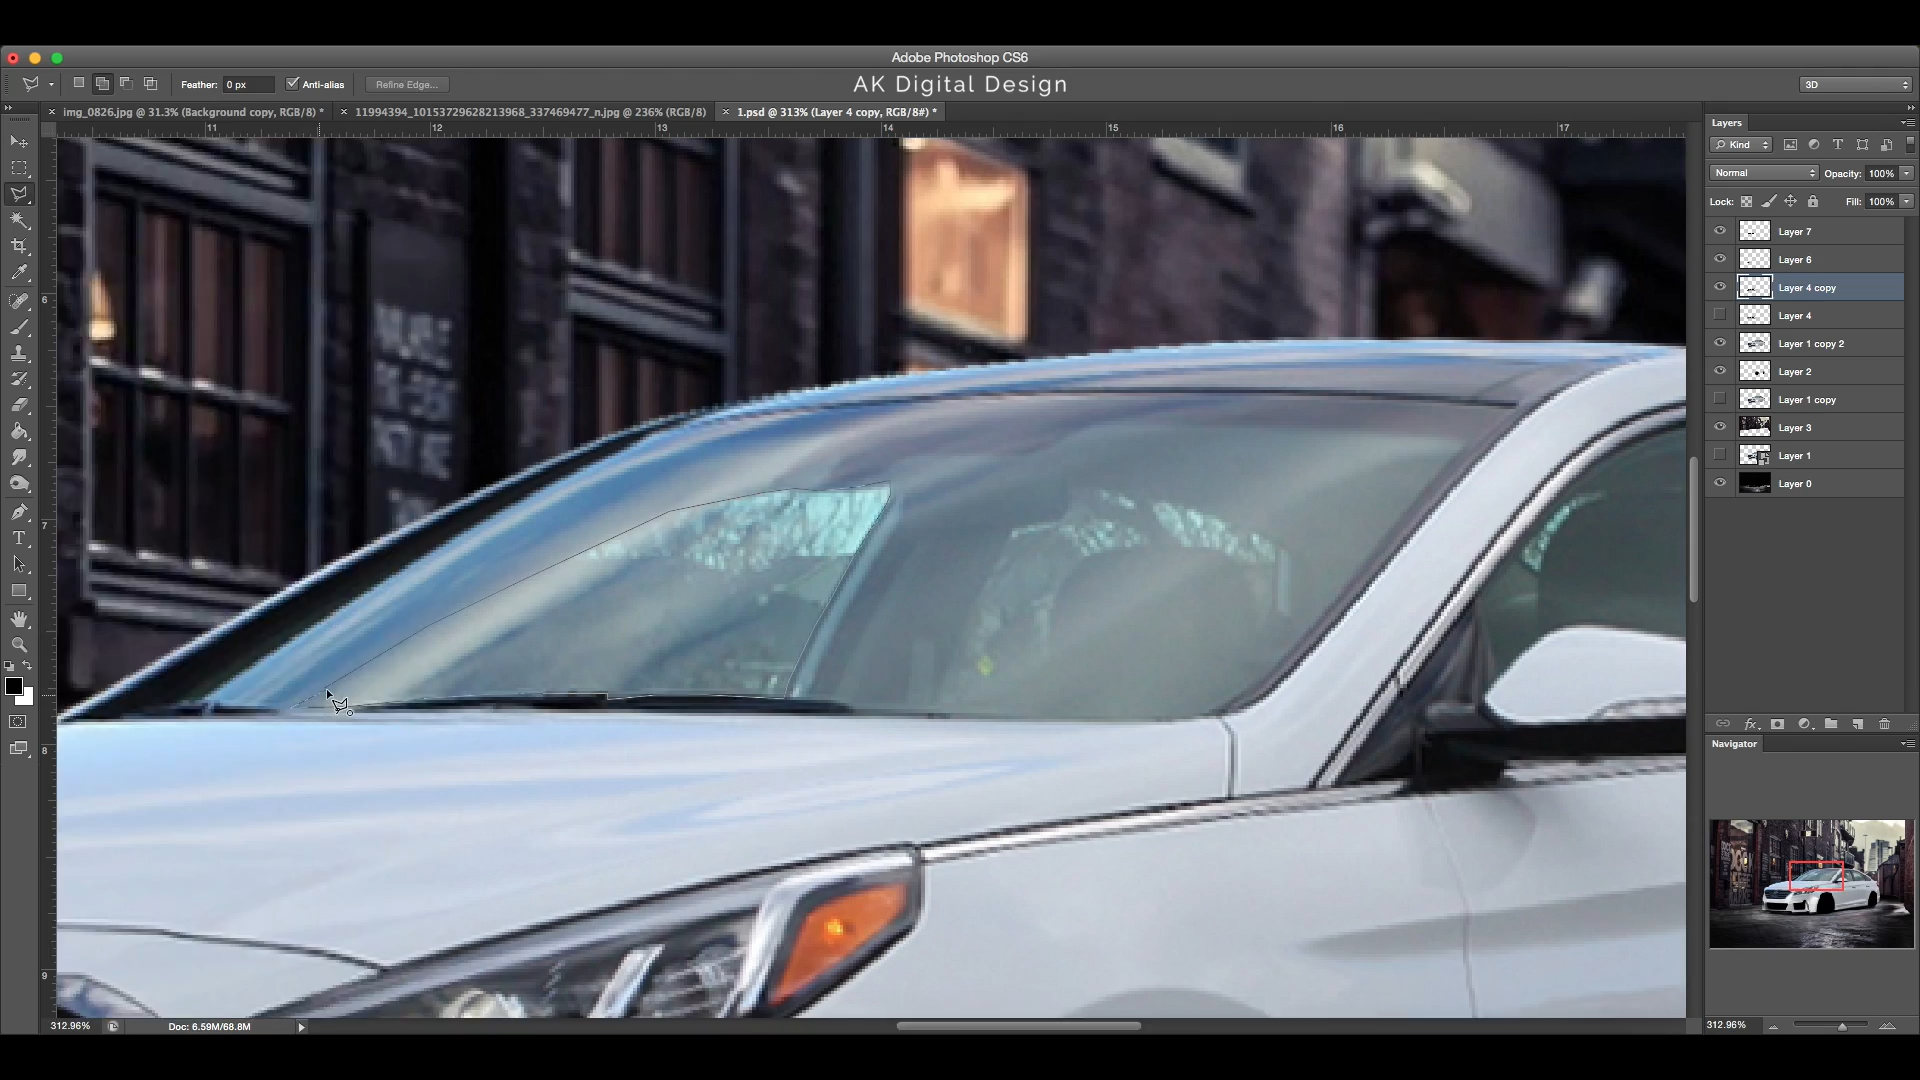 Adobe Photoshop CS6
Feather: 0 px Anti-alias Refine Edge... AK Digital Design 3D
img_0826.jpg @ 31.3% (Background copy, RGB/8) * 11994394_10153729628213968_337469477_n.jpg @ 236% (RGB/8) 1.psd @ 313% (Layer 4 copy, RGB/8#) *
11 12 13 14 15 16 17
Layers
Kind
Normal Opacity: 100%
Lock: Fill: 100%
Layer 7
Layer 6
Layer 4 copy
Layer 4
Layer 1 copy 2
Layer 2
Layer 1 copy
Layer 3
Layer 1
Layer 0
6
7
8
9
Navigator
312.96% Doc: 6.59M/68.8M
312.96%